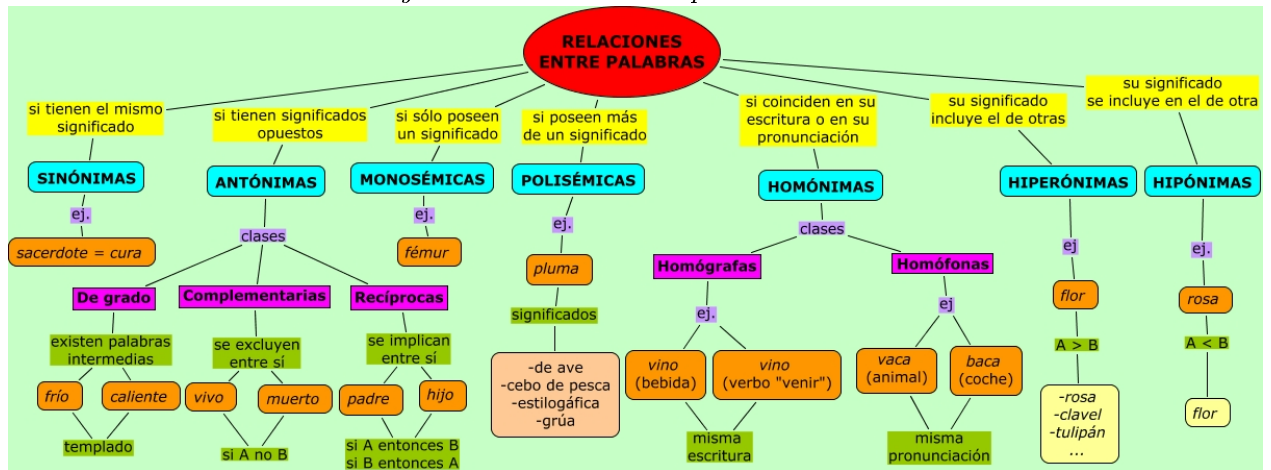 RELACIONES
ENTRE PALABRAS
si tienen el mismo
significado
SINÓNIMAS
ej.
sacerdote = cura
si tienen significados
opuestos
ANTÓNIMAS
clases
De grado
existen palabras
intermedias
frío
caliente
templado
Complementarias
se excluyen
entre sí
vivo
muerto
si A no B
Recíprocas
se implican
entre sí
padre
hijo
si A entonces B
si B entonces A
si sólo poseen
un significado
MONOSÉMICAS
ej.
fémur
si poseen más
de un significado
POLISÉMICAS
ej.
pluma
significados
-de ave
-cebo de pesca
-estilogáfica
-grúa
si coinciden en su
escritura o en su
pronunciación
HOMÓNIMAS
clases
Homógrafas
ej.
vino
(bebida)
vino
(verbo "venir")
misma
escritura
Homófonas
ej
vaca
(animal)
baca
(coche)
misma
pronunciación
su significado
incluye el de otras
HIPERÓNIMAS
ej
flor
A > B
-rosa
-clavel
-tulipán
...
su significado
se incluye en el de otra
HIPÓNIMAS
ej.
rosa
A < B
flor